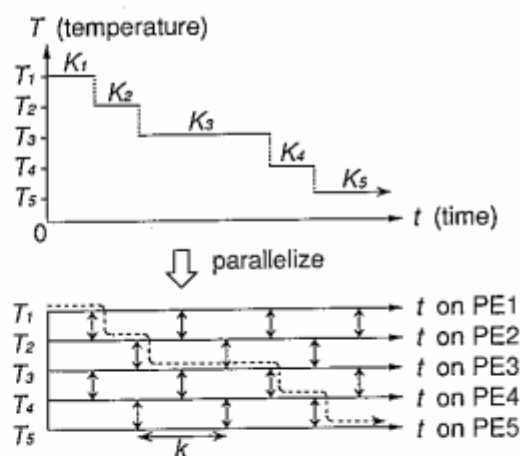 T (temperature)
T1 K1
T2 K2
T3 K3
T4 K4
T5 K5
0 t (time)
parallelize
T1 t on PE1
T2 t on PE2
T3 t on PE3
T4 t on PE4
T5 t on PE5
k